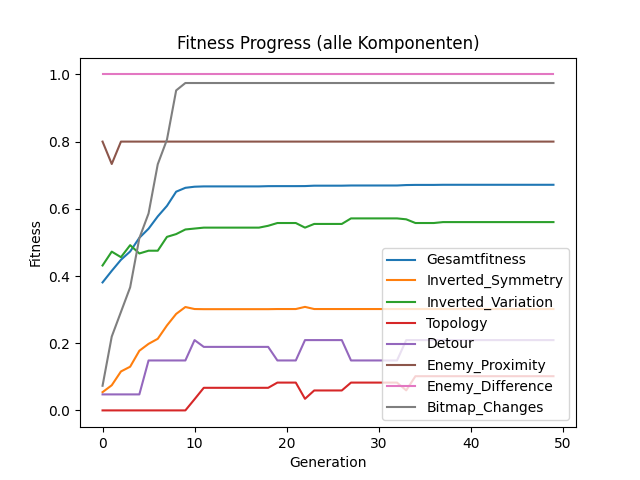 Fitness Progress (alle Komponenten)
1.0
0.8
0.6
0.4
0.2
0.0
Fitness
Gesamtfitness
Inverted_Symmetry
Inverted_Variation
Topology
Detour
Enemy_Proximity
Enemy_Difference
Bitmap_Changes
0 10 20 30 40 50
Generation